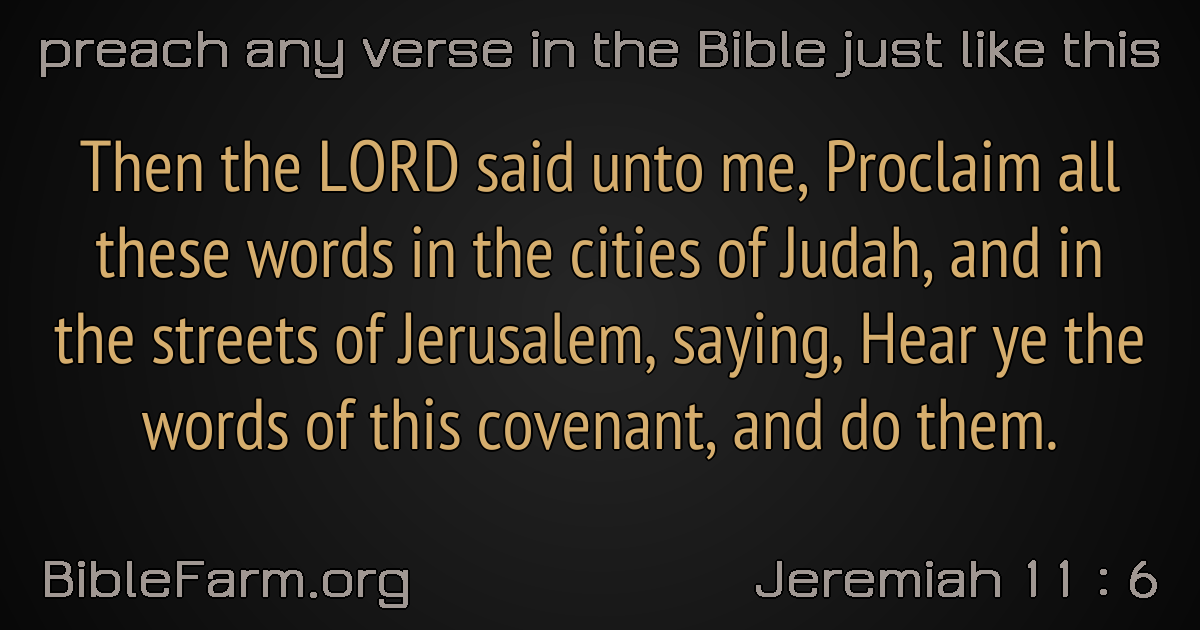 preach any verse in the Bible just like this
Then the LORD said unto me, Proclaim all
these words in the cities of Judah, and in
the streets of Jerusalem, saying, Hear ye the
words of this covenant, and do them.
BibleFarm.org
Jeremiah 11 : 6